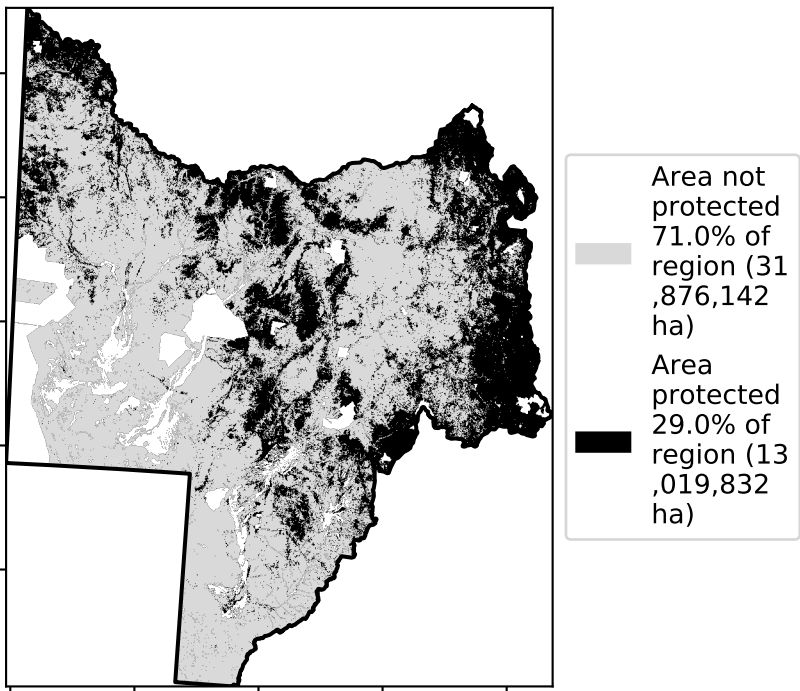 Area not
protected
71.0% of
region (31
,876,142
ha)
Area
protected
29.0% of
region (13
,019,832
ha)